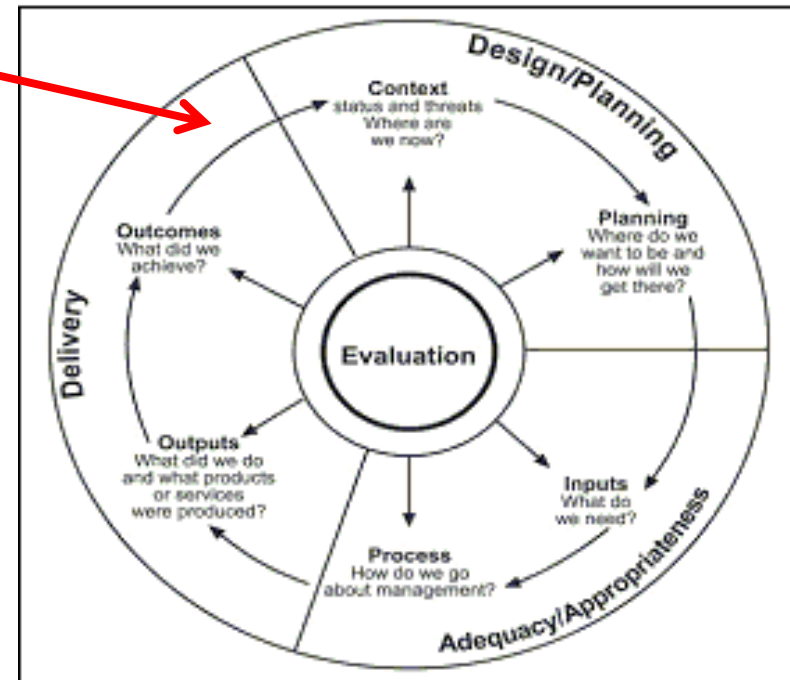 Design/Planning
Context
status and threats
Where are
we now?
Planning
Where do we
want to be and
how will we
get there?
Outcomes
What did we
achieve?
Delivery
Evaluation
Outputs
What did we do
and what products
or services
were produced?
Inputs
What do
we need?
Process
How do we go
about management?
Adequacy/Appropriateness